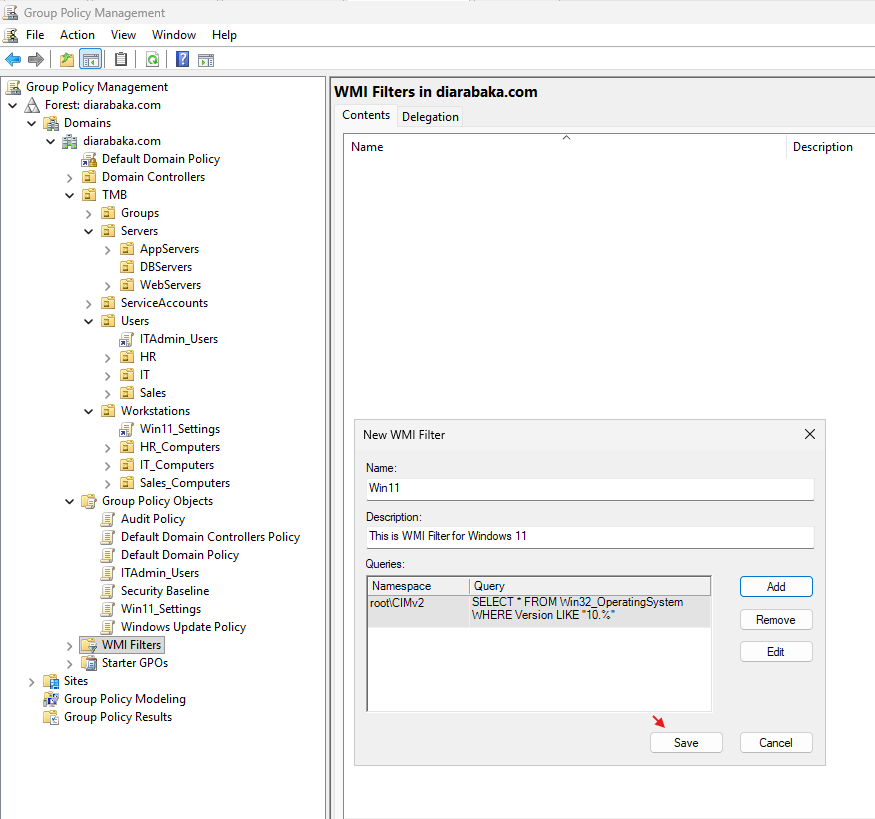 Group Policy Management
File Action View Window Help
Group Policy Management
Forest: diarabaka.com
Domains
diarabaka.com
Default Domain Policy
Domain Controllers
TMB
Groups
Servers
AppServers
DBServers
WebServers
ServiceAccounts
Users
ITAdmin_Users
HR
IT
Sales
Workstations
Win11_Settings
HR_Computers
IT_Computers
Sales_Computers
Group Policy Objects
Audit Policy
Default Domain Controllers Policy
Default Domain Policy
ITAdmin_Users
Security Baseline
Win11_Settings
Windows Update Policy
WMI Filters
Starter GPOs
Sites
Group Policy Modeling
Group Policy Results
WMI Filters in diarabaka.com
Contents Delegation
Name Description
New WMI Filter
Name:
Win11
Description:
This is WMI Filter for Windows 11
Queries:
Namespace Query
root\CIMv2 SELECT * FROM Win32_OperatingSystem
WHERE Version LIKE "10.%"
Add
Remove
Edit
Save Cancel